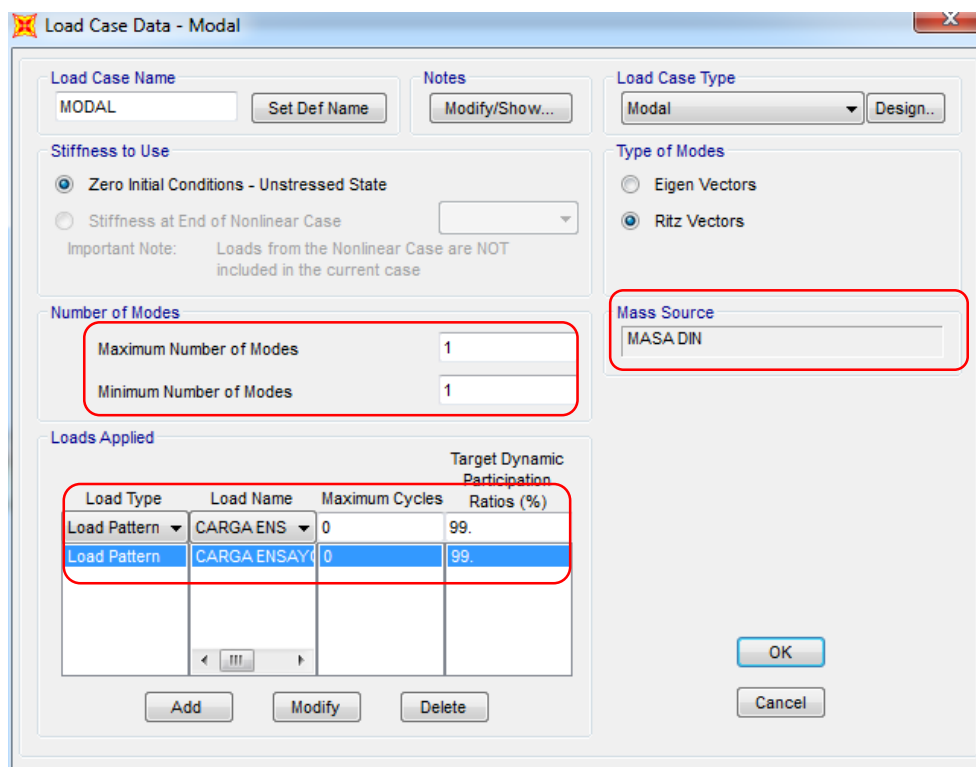 Load Case Data - Modal
Load Case Name
Notes
Load Case Type
MODAL
Set Def Name
Modify/Show...
Modal
Design..
Stiffness to Use
Type of Modes
Zero Initial Conditions - Unstressed State
Eigen Vectors
Stiffness at End of Nonlinear Case
Ritz Vectors
Important Note: Loads from the Nonlinear Case are NOT
included in the current case
Number of Modes
Mass Source
Maximum Number of Modes 1
MASA DIN
Minimum Number of Modes 1
Loads Applied
Target Dynamic
Participation
Load Type Load Name Maximum Cycles Ratios (%)
Load Pattern CARGA ENS 0 99.
Load Pattern CARGA ENSAYO 0 99.
OK
Add Modify Delete
Cancel